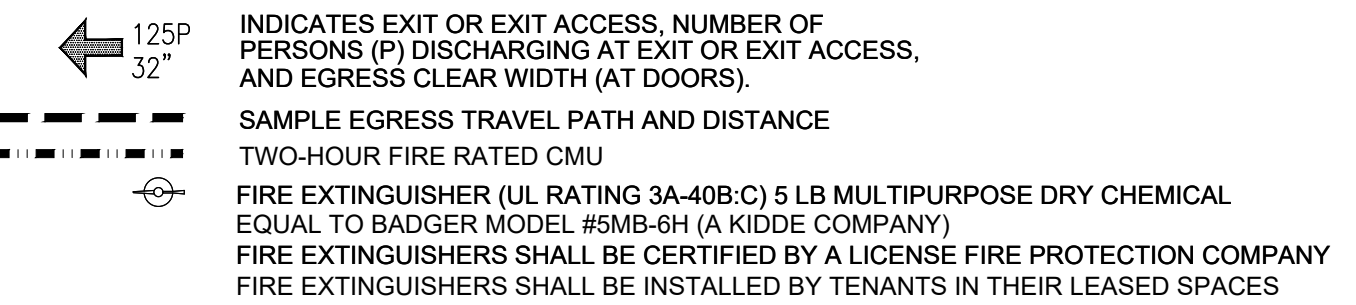 125P
32"
INDICATES EXIT OR EXIT ACCESS, NUMBER OF
PERSONS (P) DISCHARGING AT EXIT OR EXIT ACCESS,
AND EGRESS CLEAR WIDTH (AT DOORS).
SAMPLE EGRESS TRAVEL PATH AND DISTANCE
TWO-HOUR FIRE RATED CMU
FIRE EXTINGUISHER (UL RATING 3A-40B:C) 5 LB MULTIPURPOSE DRY CHEMICAL
EQUAL TO BADGER MODEL #5MB-6H (A KIDDE COMPANY)
FIRE EXTINGUISHERS SHALL BE CERTIFIED BY A LICENSE FIRE PROTECTION COMPANY
FIRE EXTINGUISHERS SHALL BE INSTALLED BY TENANTS IN THEIR LEASED SPACES